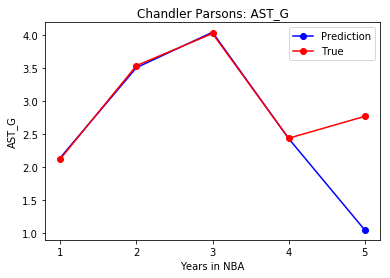 Chandler Parsons: AST_G
Prediction
True
AST_G
4.0
3.5
3.0
2.5
2.0
1.5
1.0
1 2 3 4 5
Years in NBA